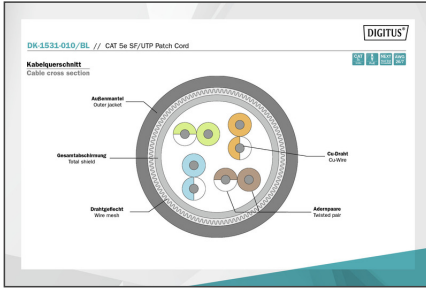 DIGITUS®
DK-1531-010/BL // CAT 5e SF/UTP Patch Cord
Kabelquerschnitt
Cable cross section
Außenmantel
Outer jacket
Gesamtabschirmung
Total shield
Cu-Draht
Cu-Wire
Drahtgeflecht
Wire mesh
Adernpaare
Twisted pair